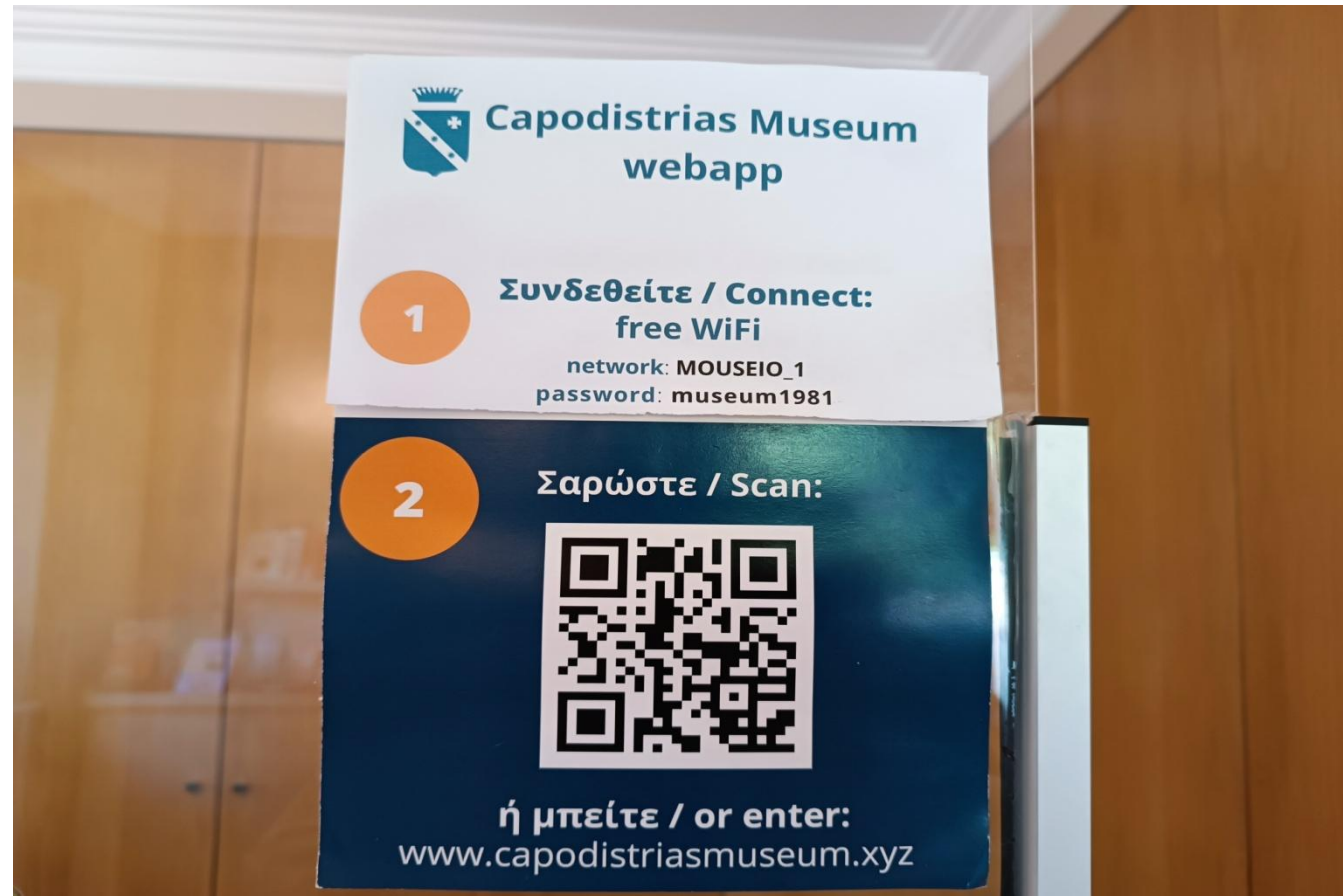 Capodistrias Museum
webapp
1
Συνδεθείτε / Connect:
free WiFi
network: MOUSEIO_1
password: museum1981
2
Σαρώστε / Scan:
ή μπείτε / or enter:
www.capodistriasmuseum.xyz